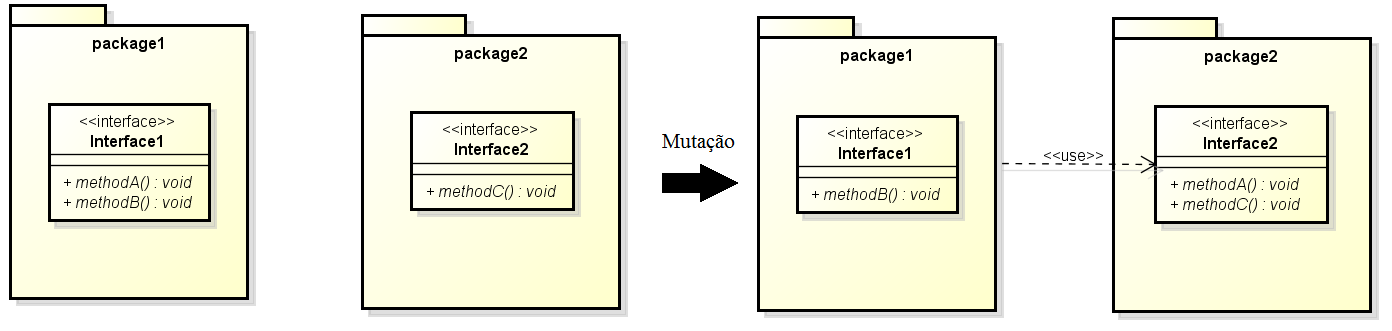 package1
<<interface>>
Interface1
+ methodA() : void
+ methodB() : void
package2
<<interface>>
Interface2
+ methodC() : void
Mutação
package1
<<interface>>
Interface1
+ methodB() : void
<<use>>
package2
<<interface>>
Interface2
+ methodA() : void
+ methodC() : void